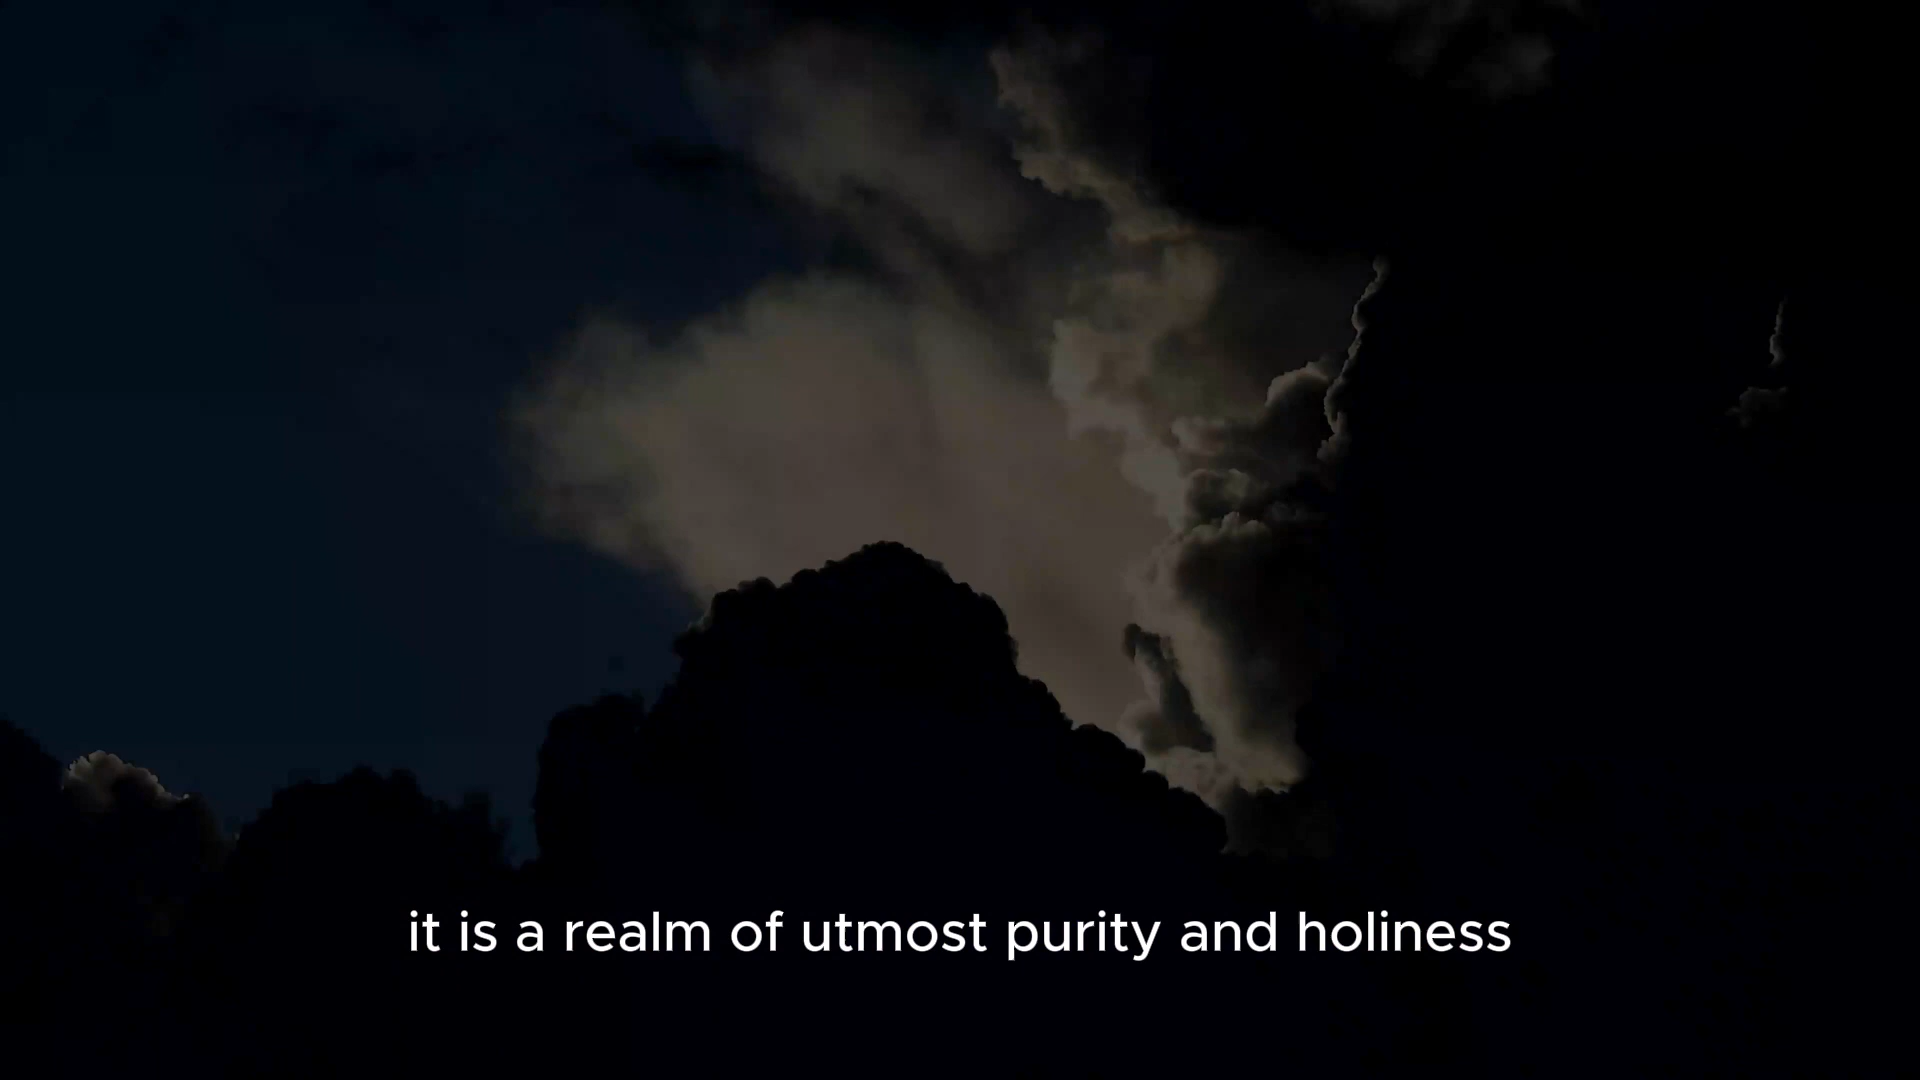 it is a realm of utmost purity and holiness